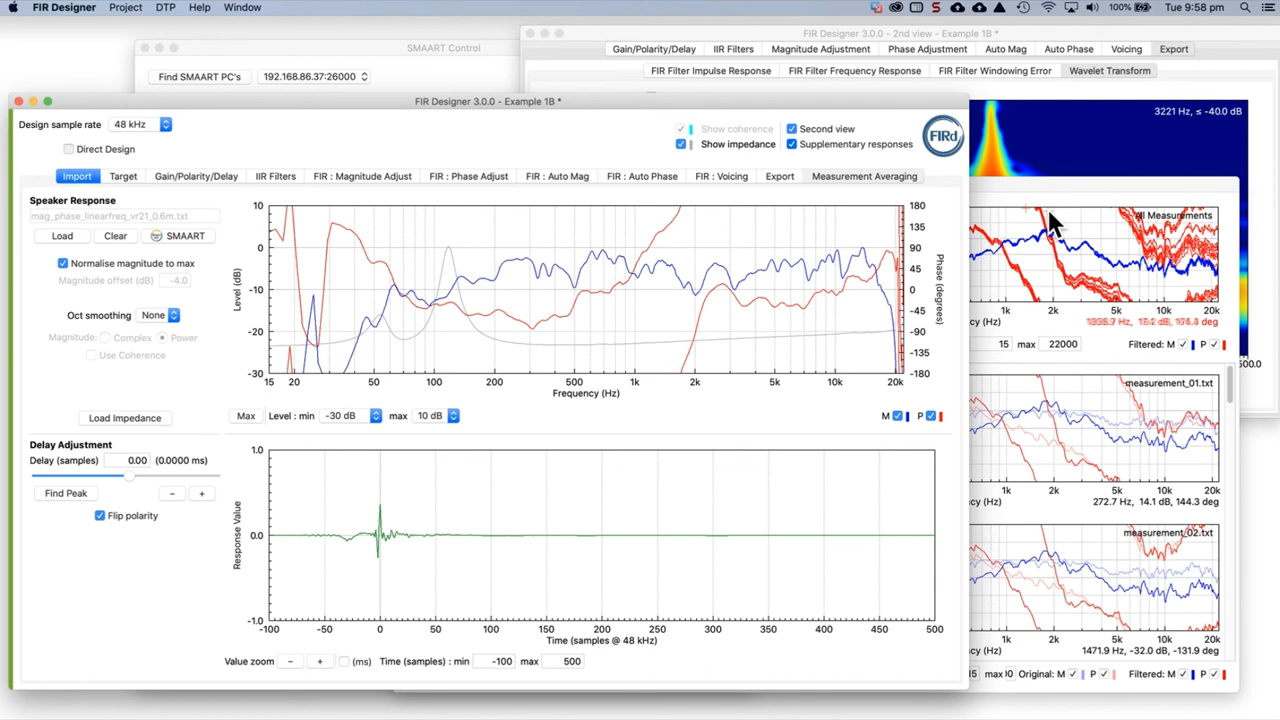 FIR Designer Project DTP Help Window
S 100% Tue 9:58 pm
SMAART Control
Find SMAART PC's 192.168.86.37:26000
FIR Designer 3.0.0 - 2nd view - Example 1B *
Gain/Polarity/Delay IIR Filters Magnitude Adjustment Phase Adjustment Auto Mag Auto Phase Voicing Export
FIR Filter Impulse Response FIR Filter Frequency Response FIR Filter Windowing Error Wavelet Transform
3221 Hz, ≤ -40.0 dB
500.0
FIR Designer 3.0.0 - Example 1B *
Design sample rate 48 kHz
Direct Design
Show coherence Second view
Show impedance Supplementary responses
FIRd
Import Target Gain/Polarity/Delay IIR Filters FIR : Magnitude Adjust FIR : Phase Adjust FIR : Auto Mag FIR : Auto Phase FIR : Voicing Export Measurement Averaging
Speaker Response
mag_phase_linearfreq_vr21_0.6m.txt
Load Clear SMAART
Normalise magnitude to max
Magnitude offset (dB) -4.0
Oct smoothing None
Magnitude: Complex Power
Use Coherence
Load Impedance
Level (dB)
10
0
-10
-20
-30
180
135
90
45
0
-45
-90
-135
-180
Phase (degrees)
15 20 50 100 200 500 1k 2k 5k 10k 20k
Frequency (Hz)
Max Level : min -30 dB max 10 dB M P
Delay Adjustment
Delay (samples) 0.00 (0.0000 ms)
Find Peak − +
Flip polarity
Response Value
1.0
0.0
-1.0
-100 -50 0 50 100 150 200 250 300 350 400 450 500
Time (samples @ 48 kHz)
Value zoom − + (ms) Time (samples) : min -100 max 500
All Measurements
1k 2k 5k 10k 20k
cy (Hz)
15 max 22000 Filtered: M P
measurement_01.txt
1k 2k 5k 10k 20k
uency (Hz) 272.7 Hz, 14.1 dB, 144.3 deg
measurement_02.txt
1k 2k 5k 10k 20k
uency (Hz) 1471.9 Hz, -32.0 dB, -131.9 deg
Original: M P Filtered: M P